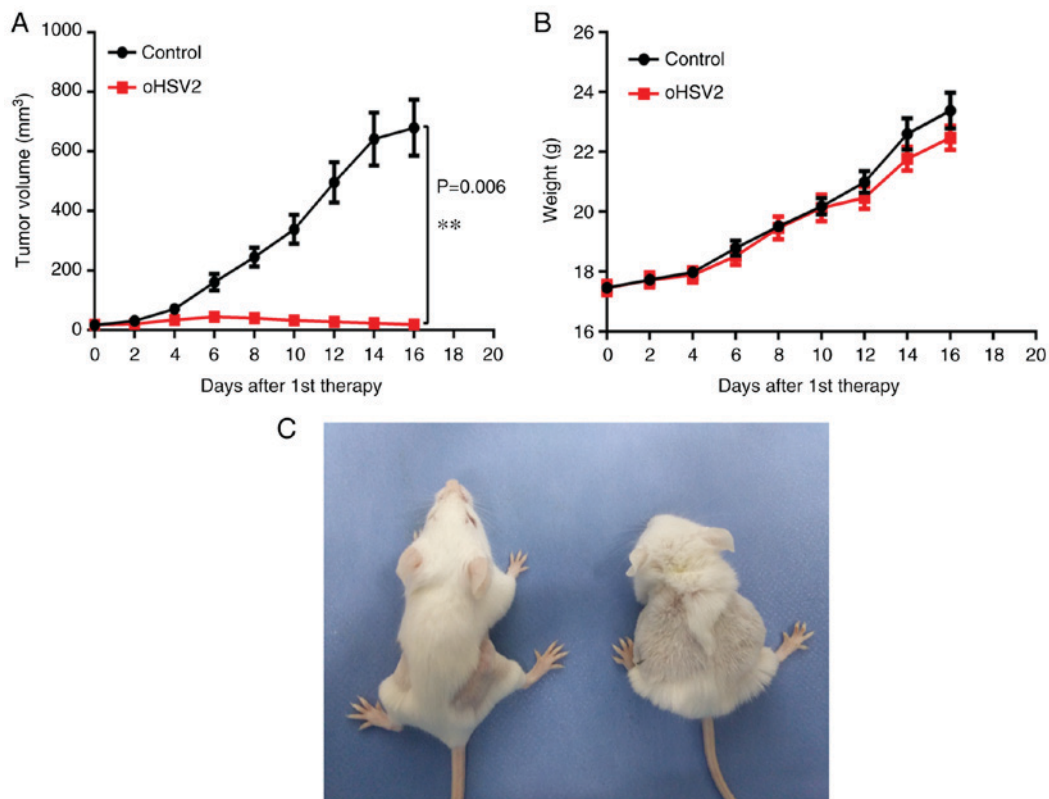 A
1000
800
600
400
200
0
Tumor volume (mm³)
Control
oHSV2
P=0.006
**
0 2 4 6 8 10 12 14 16 18 20
Days after 1st therapy
B
26
24
22
20
18
16
Weight (g)
Control
oHSV2
0 2 4 6 8 10 12 14 16 18 20
Days after 1st therapy
C